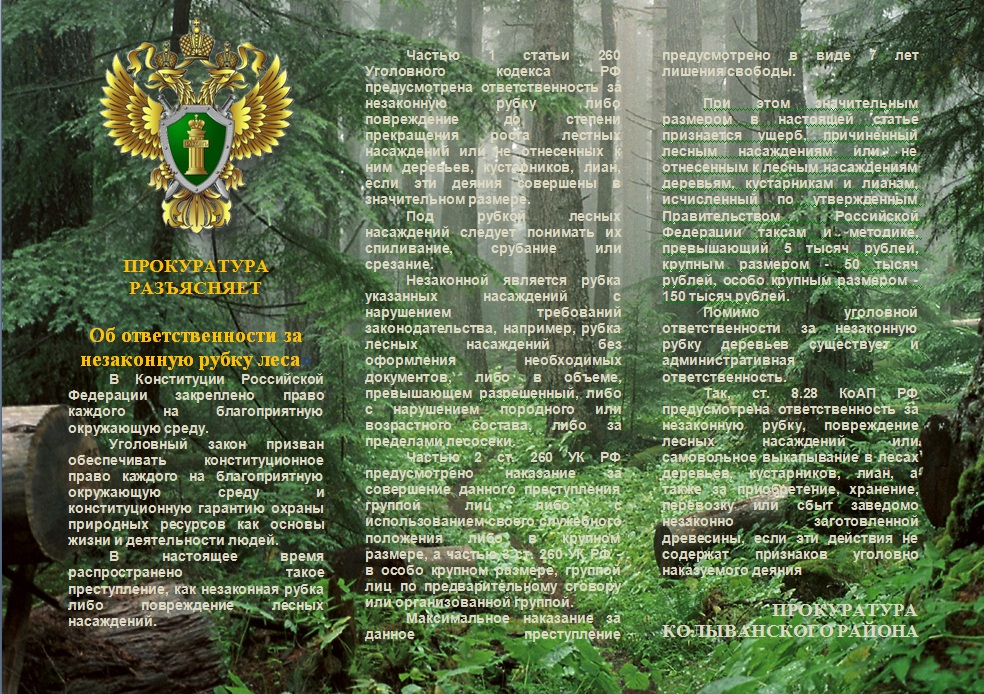 ПРОКУРАТУРА
РАЗЪЯСНЯЕТ
Об ответственности за
незаконную рубку леса
В Конституции Российской
Федерации закреплено право
каждого на благоприятную
окружающую среду.
Уголовный закон призван
обеспечивать конституционное
право каждого на благоприятную
окружающую среду и
конституционную гарантию охраны
природных ресурсов как основы
жизни и деятельности людей.
В настоящее время
распространено такое
преступление, как незаконная рубка
либо повреждение лесных
насаждений.
Частью 1 статьи 260
Уголовного кодекса РФ
предусмотрена ответственность за
незаконную рубку либо
повреждение до степени
прекращения роста лестных
насаждений или не отнесенных к
ним деревьев, кустарников, лиан,
если эти деяния совершены в
значительном размере.
Под рубкой лесных
насаждений следует понимать их
спиливание, срубание или
срезание.
Незаконной является рубка
указанных насаждений с
нарушением требований
законодательства, например, рубка
лесных насаждений без
оформления необходимых
документов, либо в объеме,
превышающем разрешенный, либо
с нарушением породного или
возрастного состава, либо за
пределами лесосеки.
Частью 2 ст. 260 УК РФ
предусмотрено наказание за
совершение данного преступления
группой лиц либо с
использованием своего служебного
положения либо в крупном
размере, а частью 3 ст. 260 УК РФ -
в особо крупном размере, группой
лиц по предварительному сговору
или организованной группой.
Максимальное наказание за
данное преступление
предусмотрено в виде 7 лет
лишения свободы.
При этом значительным
размером в настоящей статье
признается ущерб, причиненный
лесным насаждениям или не
отнесенным к лесным насаждениям
деревьям, кустарникам и лианам,
исчисленный по утвержденным
Правительством Российской
Федерации таксам и методике,
превышающий 5 тысяч рублей,
крупным размером - 50 тысяч
рублей, особо крупным размером -
150 тысяч рублей.
Помимо уголовной
ответственности за незаконную
рубку деревьев существует и
административная
ответственность.
Так, ст. 8.28 КоАП РФ
предусмотрена ответственность за
незаконную рубку, повреждение
лесных насаждений или
самовольное выкапывание в лесах
деревьев, кустарников, лиан, а
также за приобретение, хранение,
перевозку или сбыт заведомо
незаконно заготовленной
древесины, если эти действия не
содержат признаков уголовно
наказуемого деяния
ПРОКУРАТУРА
КОЛЫВАНСКОГО РАЙОНА